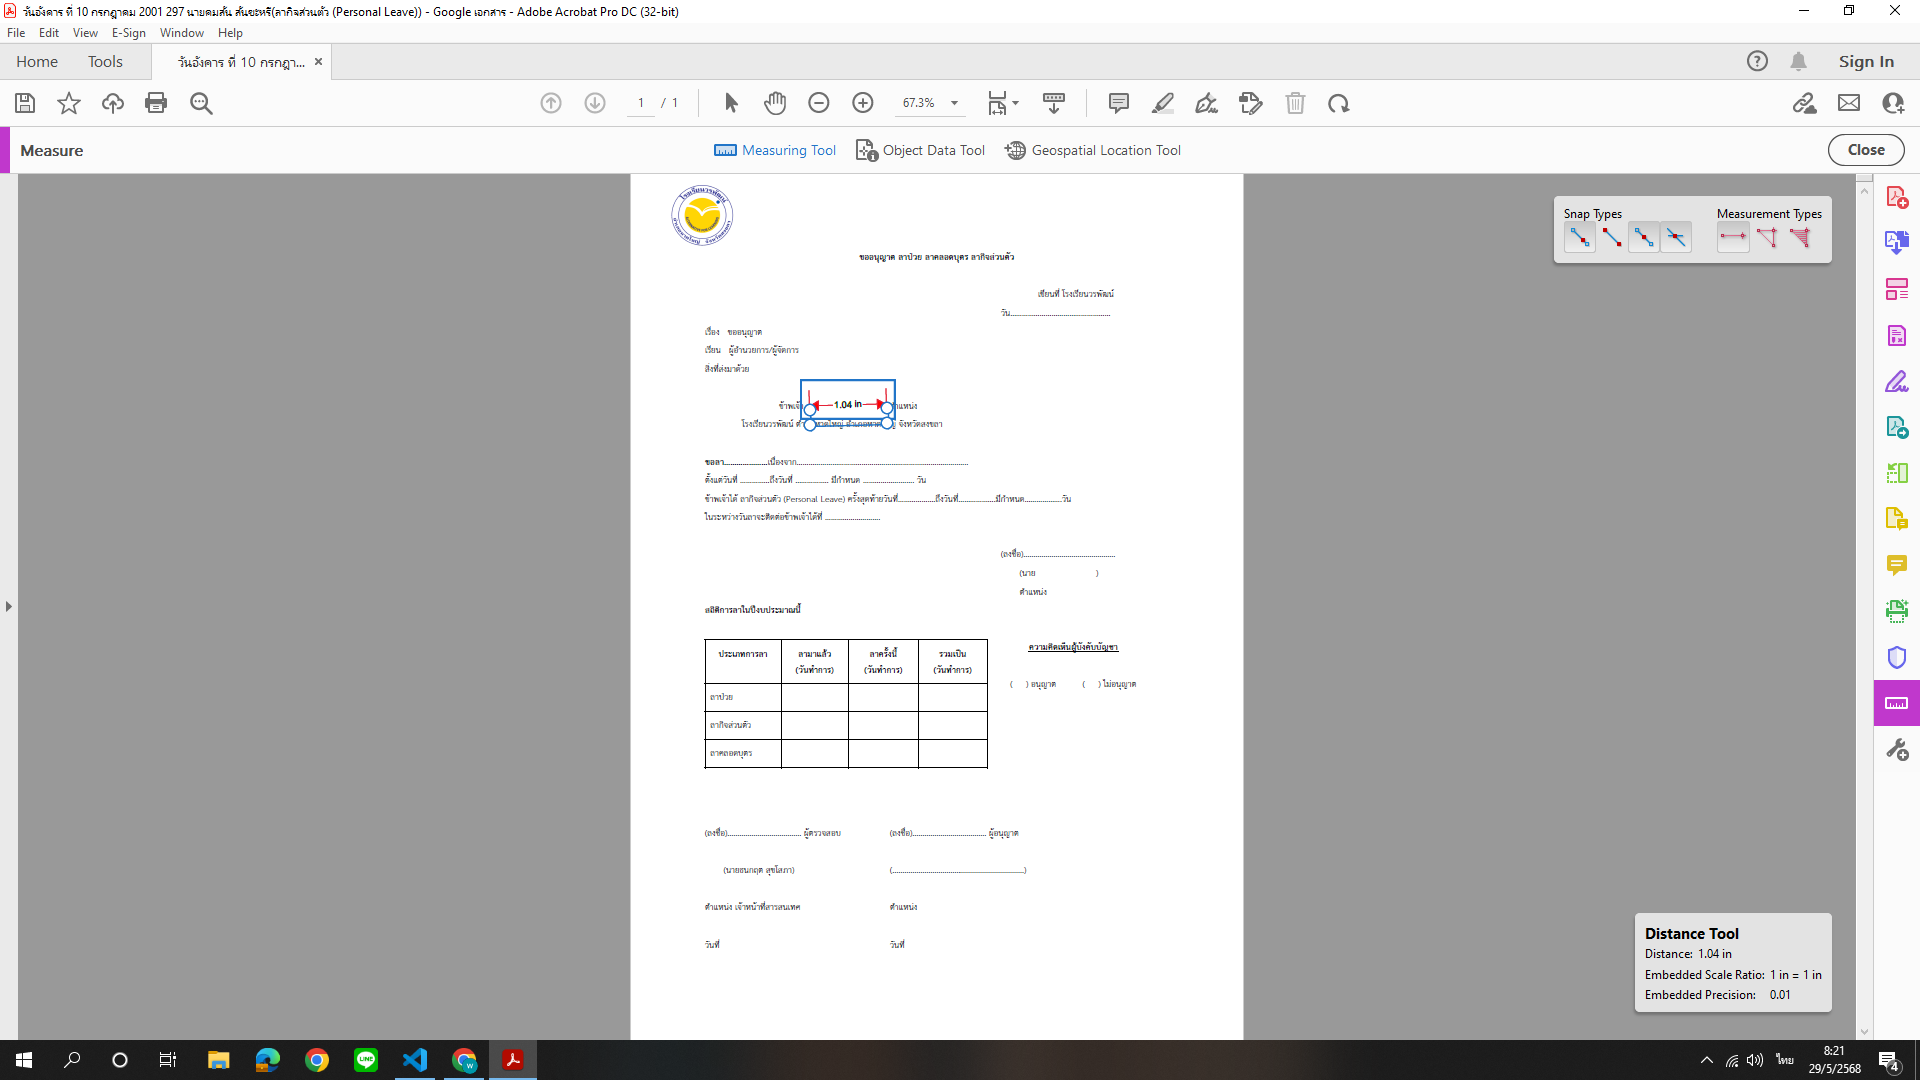 วันอังคาร ที่ 10 กรกฎาคม 2001 297 นายคมสัน สันขะหรี(ลากิจส่วนตัว (Personal Leave)) - Google เอกสาร - Adobe Acrobat Pro DC (32-bit)
File Edit View E-Sign Window Help
Home Tools วันอังคาร ที่ 10 กรกฎา... × Sign In
1 / 1 67.3%
Measure Measuring Tool Object Data Tool Geospatial Location Tool Close
Snap Types Measurement Types
โรงเรียนวรพัฒน์
ขออนุญาต ลาป่วย ลาคลอดบุตร ลากิจส่วนตัว
เขียนที่ โรงเรียนวรพัฒน์
วัน..................................................
เรื่อง ขออนุญาต
เรียน ผู้อำนวยการ/ผู้จัดการ
สิ่งที่ส่งมาด้วย
1.04 in
โรงเรียนวรพัฒน์ จังหวัดสงขลา
ขอลา......................เนื่องจาก......................................................................................
ตั้งแต่วันที่ ...............ถึงวันที่ ................ มีกำหนด ......................... วัน
ข้าพเจ้าได้ ลากิจส่วนตัว (Personal Leave) ครั้งสุดท้ายวันที่...................ถึงวันที่...................มีกำหนด...................วัน
ในระหว่างวันลาจะติดต่อข้าพเจ้าได้ที่ ............................
(ลงชื่อ)..............................................
(นาย )
ตำแหน่ง
สถิติการลาในปีงบประมาณนี้
ประเภทการลา ลามาแล้ว (วันทำการ) ลาครั้งนี้ (วันทำการ) รวมเป็น (วันทำการ)
ลาป่วย
ลากิจส่วนตัว
ลาคลอดบุตร
ความคิดเห็นผู้บังคับบัญชา
( ) อนุญาต ( ) ไม่อนุญาต
(ลงชื่อ)..................................... ผู้ตรวจสอบ (ลงชื่อ)..................................... ผู้อนุญาต
(นายธนกฤต สุขโสภา) (..................................................................)
ตำแหน่ง เจ้าหน้าที่สารสนเทศ ตำแหน่ง
วันที่ วันที่
Distance Tool
Distance: 1.04 in
Embedded Scale Ratio: 1 in = 1 in
Embedded Precision: 0.01
ไทย 8:21
29/5/2568 4